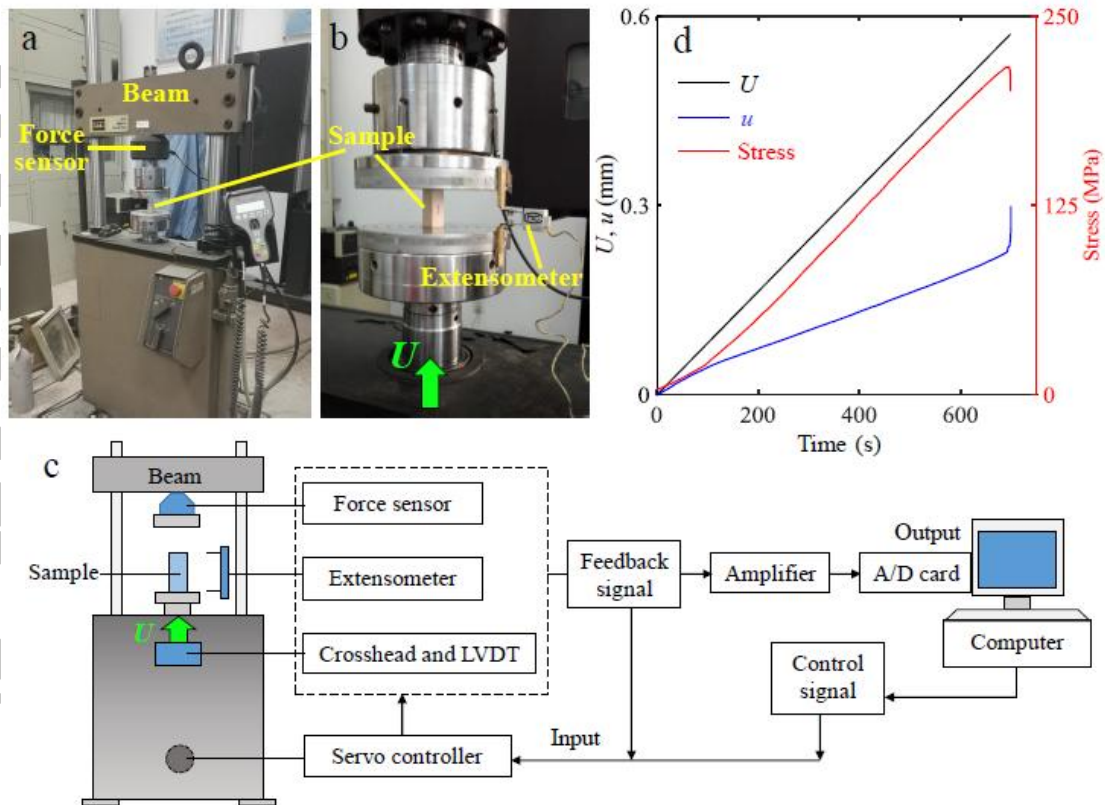 a
Beam
Force
sensor
b
Sample
Extensometer
U
d
0.6
0.3
0
U, u (mm)
U
u
Stress
250
125
0
Stress (MPa)
0
200
400
600
Time (s)
c
Beam
Sample
U
Force sensor
Extensometer
Crosshead and LVDT
Servo controller
Input
Feedback
signal
Amplifier
A/D card
Output
Computer
Control
signal